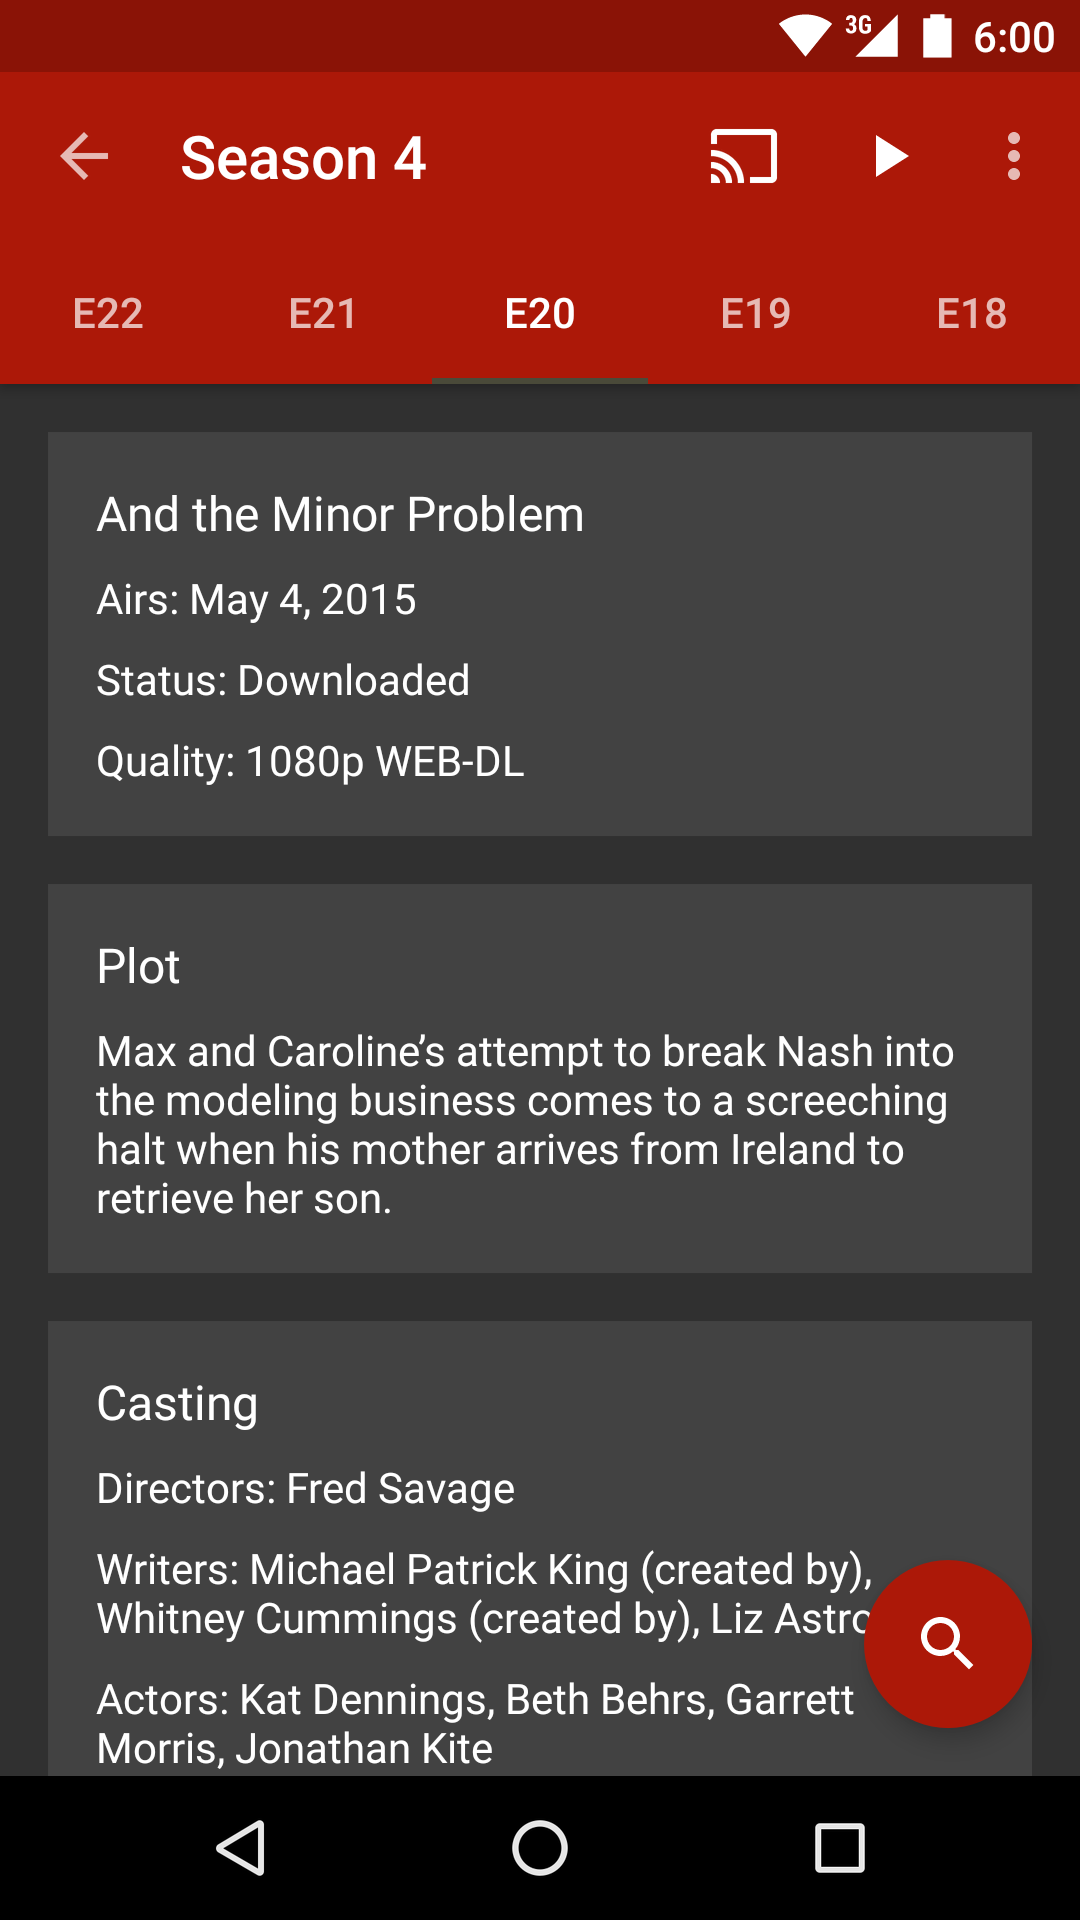 3G 6:00
Season 4
E22 E21 E20 E19 E18
And the Minor Problem
Airs: May 4, 2015
Status: Downloaded
Quality: 1080p WEB-DL
Plot
Max and Caroline’s attempt to break Nash into
the modeling business comes to a screeching
halt when his mother arrives from Ireland to
retrieve her son.
Casting
Directors: Fred Savage
Writers: Michael Patrick King (created by),
Whitney Cummings (created by), Liz
Actors: Kat Dennings, Beth Behrs, Garrett
Morris, Jonathan Kite